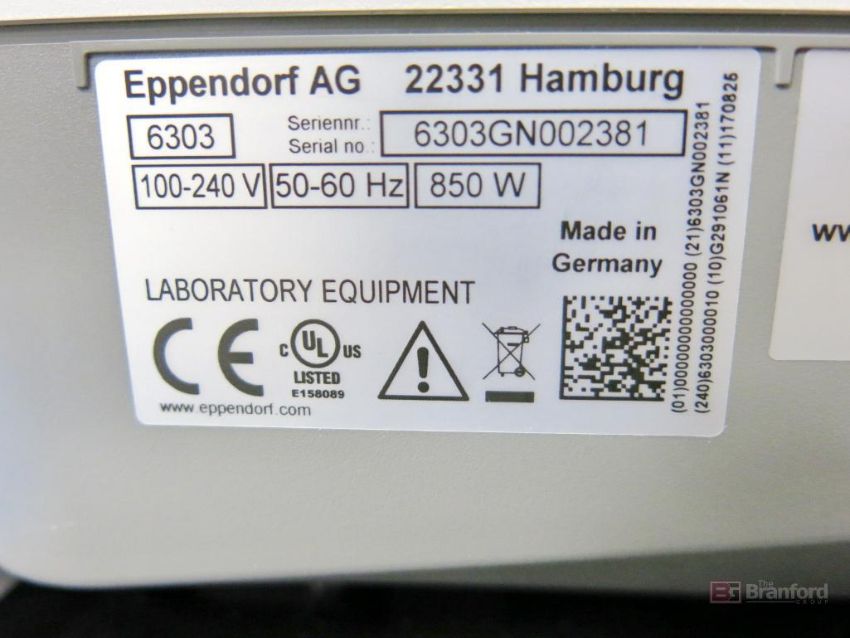 Eppendorf AG 22331 Hamburg
6303
Seriennr.:
Serial no.:
6303GN002381
100-240 V 50-60 Hz 850 W
Made in
Germany
LABORATORY EQUIPMENT
CE
C UL US
LISTED
E158089
www.eppendorf.com
(01)00000000000000 (21)6303GN002381
(240)6303000010 (10)G291061N (11)170825
The
Branford
GROUP